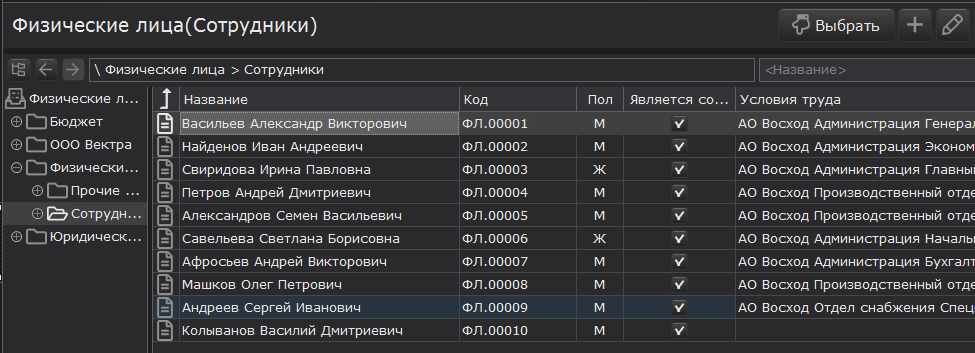 Физические лица(Сотрудники)
Выбрать
\ Физические лица > Сотрудники
<Название>
Физические л...
Бюджет
ООО Вектра
Физически...
Прочие ...
Сотрудн...
Юридическ...
Название Код Пол Является со... Условия труда
Васильев Александр Викторович ФЛ.00001 М АО Восход Администрация Генерал
Найденов Иван Андреевич ФЛ.00002 М АО Восход Администрация Эконом
Свиридова Ирина Павловна ФЛ.00003 Ж АО Восход Администрация Главный
Петров Андрей Дмитриевич ФЛ.00004 М АО Восход Производственный отде
Александров Семен Васильевич ФЛ.00005 М АО Восход Производственный отде
Савельева Светлана Борисовна ФЛ.00006 Ж АО Восход Администрация Началь
Афросьев Андрей Викторович ФЛ.00007 М АО Восход Администрация Бухгалт
Машков Олег Петрович ФЛ.00008 М АО Восход Производственный отде
Андреев Сергей Иванович ФЛ.00009 М АО Восход Отдел снабжения Спец
Колыванов Василий Дмитриевич ФЛ.00010 М